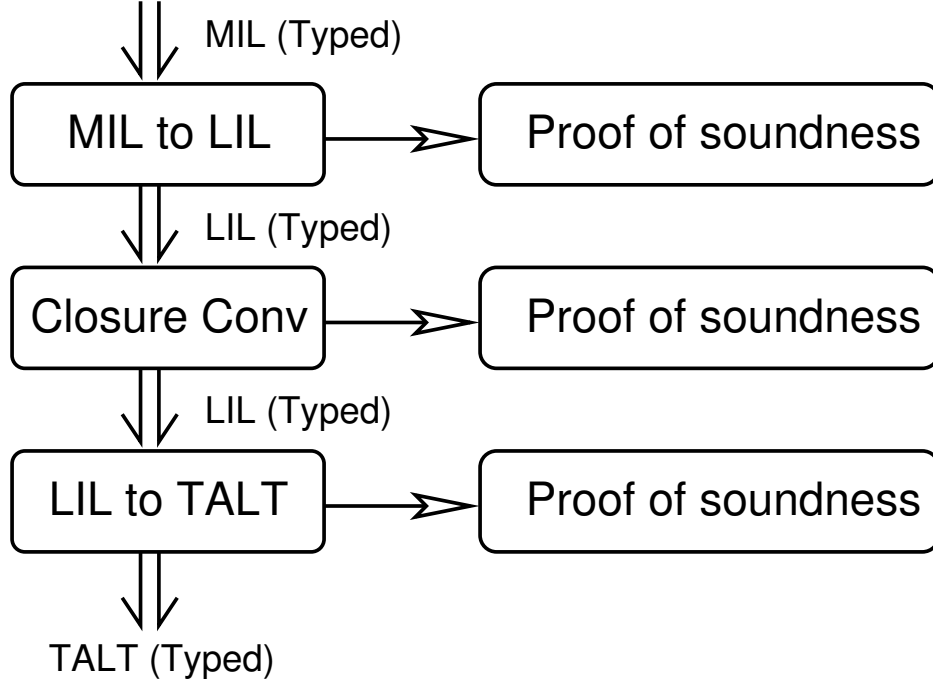 MIL (Typed)
MIL to LIL
Proof of soundness
LIL (Typed)
Closure Conv
Proof of soundness
LIL (Typed)
LIL to TALT
Proof of soundness
TALT (Typed)